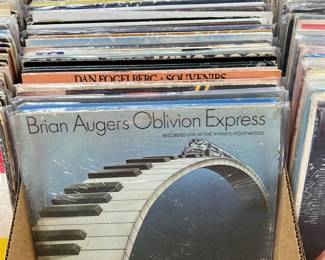 DAN FOGELBERG • SOUVENIRS
Brian Auger's Oblivion Express
RECORDED LIVE AT THE WHISKY, HOLLYWOOD